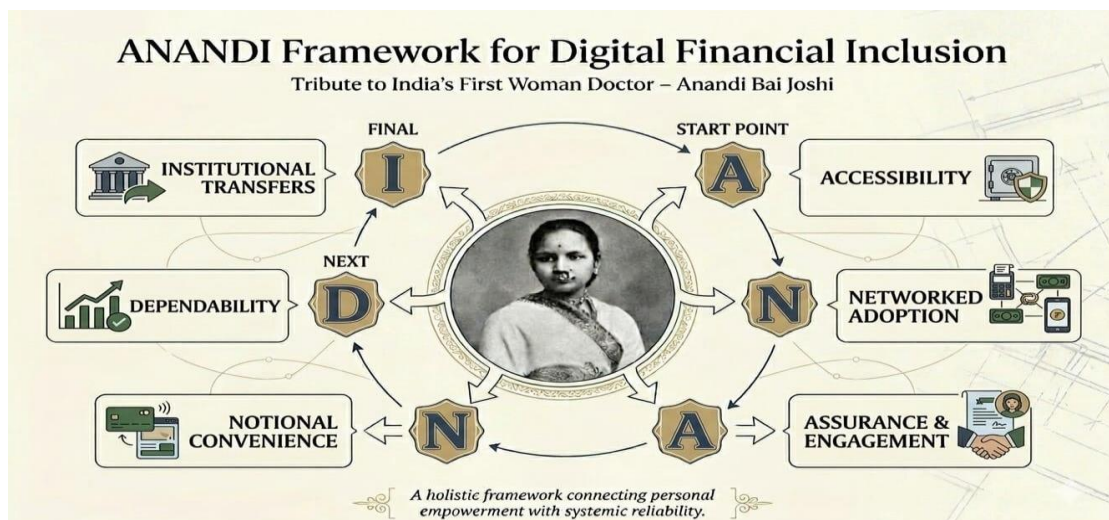 ANANDI Framework for Digital Financial Inclusion
Tribute to India's First Woman Doctor – Anandi Bai Joshi
FINAL
START POINT
INSTITUTIONAL
TRANSFERS
I
A
ACCESSIBILITY
NEXT
DEPENDABILITY
D
N
NETWORKED
ADOPTION
NOTIONAL
CONVENIENCE
N
A
ASSURANCE &
ENGAGEMENT
A holistic framework connecting personal
empowerment with systemic reliability.